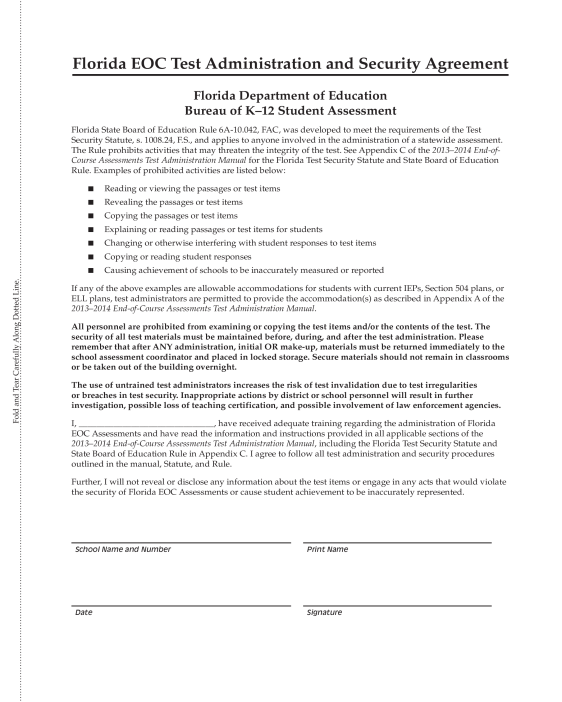 Florida EOC Test Administration and Security Agreement
Florida Department of Education
Bureau of K–12 Student Assessment
Florida State Board of Education Rule 6A-10.042, FAC, was developed to meet the requirements of the Test
Security Statute, s. 1008.24, F.S., and applies to anyone involved in the administration of a statewide assessment.
The Rule prohibits activities that may threaten the integrity of the test. See Appendix C of the 2013–2014 End-of-
Course Assessments Test Administration Manual for the Florida Test Security Statute and State Board of Education
Rule. Examples of prohibited activities are listed below:
■ Reading or viewing the passages or test items
■ Revealing the passages or test items
■ Copying the passages or test items
■ Explaining or reading passages or test items for students
■ Changing or otherwise interfering with student responses to test items
■ Copying or reading student responses
■ Causing achievement of schools to be inaccurately measured or reported
If any of the above examples are allowable accommodations for students with current IEPs, Section 504 plans, or
ELL plans, test administrators are permitted to provide the accommodation(s) as described in Appendix A of the
2013–2014 End-of-Course Assessments Test Administration Manual.
All personnel are prohibited from examining or copying the test items and/or the contents of the test. The
security of all test materials must be maintained before, during, and after the test administration. Please
remember that after ANY administration, initial OR make-up, materials must be returned immediately to the
school assessment coordinator and placed in locked storage. Secure materials should not remain in classrooms
or be taken out of the building overnight.
The use of untrained test administrators increases the risk of test invalidation due to test irregularities
or breaches in test security. Inappropriate actions by district or school personnel will result in further
investigation, possible loss of teaching certification, and possible involvement of law enforcement agencies.
I, ______________________________, have received adequate training regarding the administration of Florida
EOC Assessments and have read the information and instructions provided in all applicable sections of the
2013–2014 End-of-Course Assessments Test Administration Manual, including the Florida Test Security Statute and
State Board of Education Rule in Appendix C. I agree to follow all test administration and security procedures
outlined in the manual, Statute, and Rule.
Further, I will not reveal or disclose any information about the test items or engage in any acts that would violate
the security of Florida EOC Assessments or cause student achievement to be inaccurately represented.
School Name and Number
Print Name
Date
Signature
Fold and Tear Carefully Along Dotted Line.